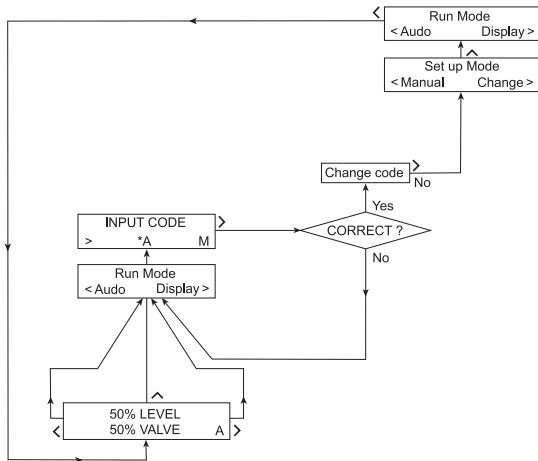 Run Mode
< Audo Display >
Set up Mode
< Manual Change >
Change code
No
Yes
INPUT CODE
> *A M
CORRECT ?
No
Run Mode
< Audo Display >
50% LEVEL
50% VALVE A